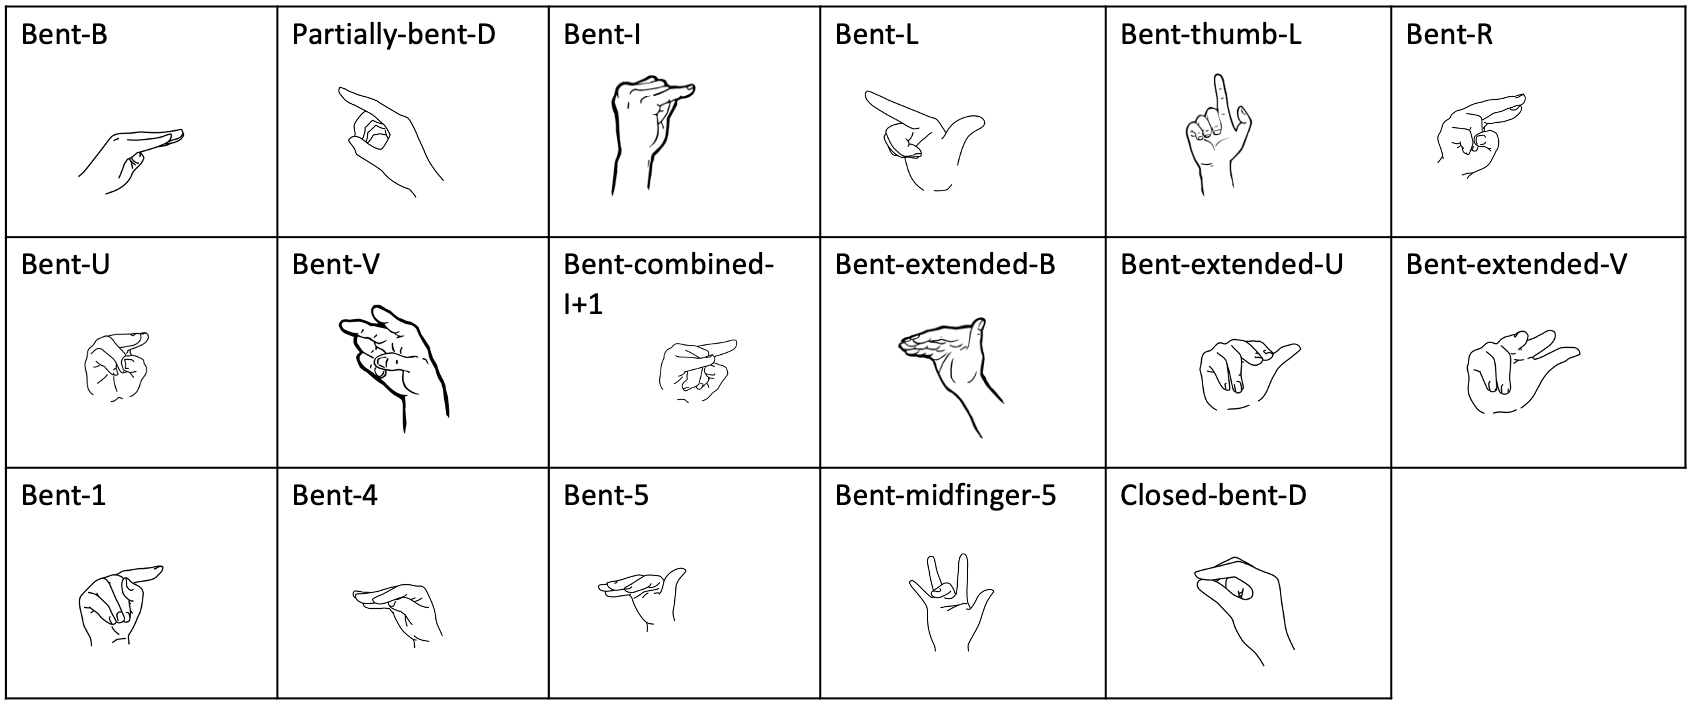 Bent-B
Partially-bent-D
Bent-I
Bent-L
Bent-thumb-L
Bent-R
Bent-U
Bent-V
Bent-combined-
I+1
Bent-extended-B
Bent-extended-U
Bent-extended-V
Bent-1
Bent-4
Bent-5
Bent-midfinger-5
Closed-bent-D